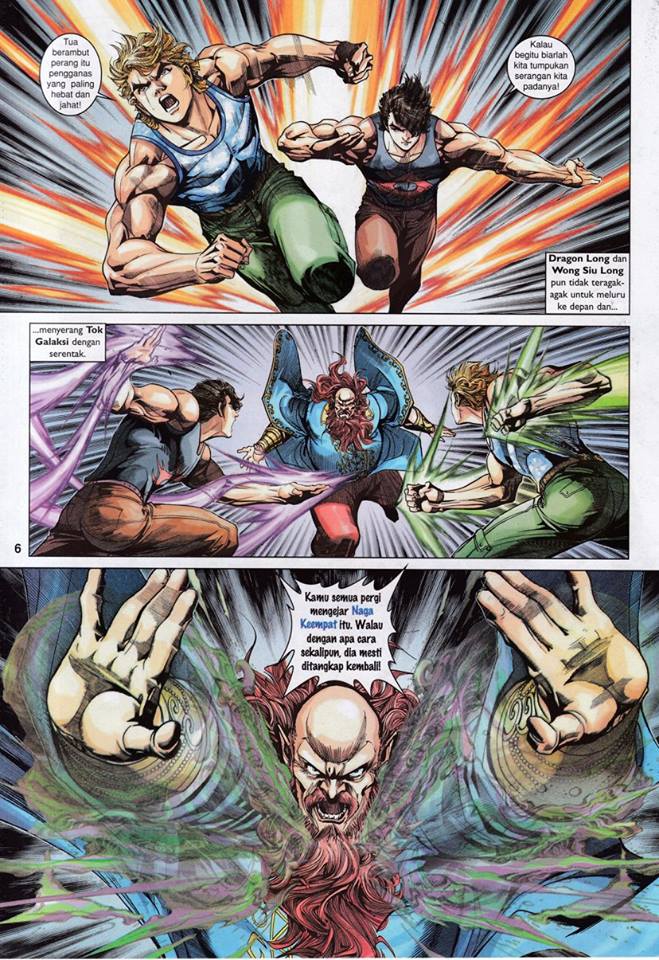 Tua
berambut
perang itu
pengganas
yang paling
hebat dan
jahat!
Kalau
begitu biarlah
kita tumpukan
serangan kita
padanya!
Dragon Long dan
Wong Siu Long
pun tidak teragak-
agak untuk meluru
ke depan dan...
...menyerang Tok
Galaksi dengan
serentak.
6
Kamu semua pergi
mengejar Naga
Keempat itu. Walau
dengan apa cara
sekalipun, dia mesti
ditangkap kembali!